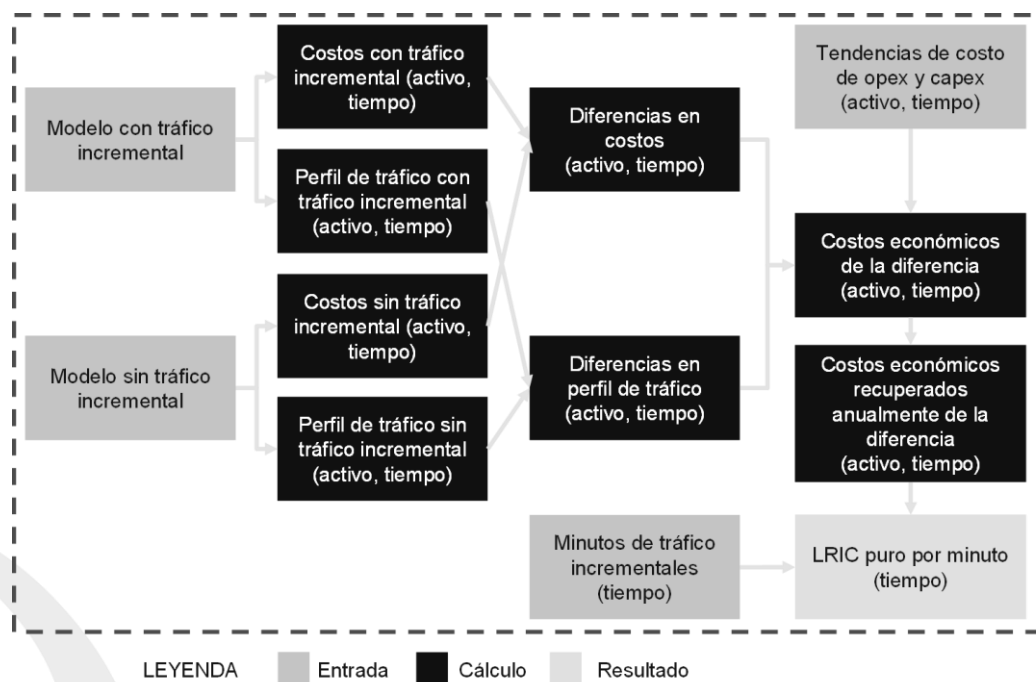 Modelo con tráfico
incremental
Modelo sin tráfico
incremental
Costos con tráfico
incremental (activo,
tiempo)
Perfil de tráfico con
tráfico incremental
(activo, tiempo)
Costos sin tráfico
incremental (activo,
tiempo)
Perfil de tráfico sin
tráfico incremental
(activo, tiempo)
Diferencias en
costos
(activo, tiempo)
Diferencias en
perfil de tráfico
(activo, tiempo)
Minutos de tráfico
incrementales
(tiempo)
Tendencias de costo
de opex y capex
(activo, tiempo)
Costos económicos
de la diferencia
(activo, tiempo)
Costos económicos
recuperados
anualmente de la
diferencia
(activo, tiempo)
LRIC puro por minuto
(tiempo)
LEYENDA Entrada Cálculo Resultado